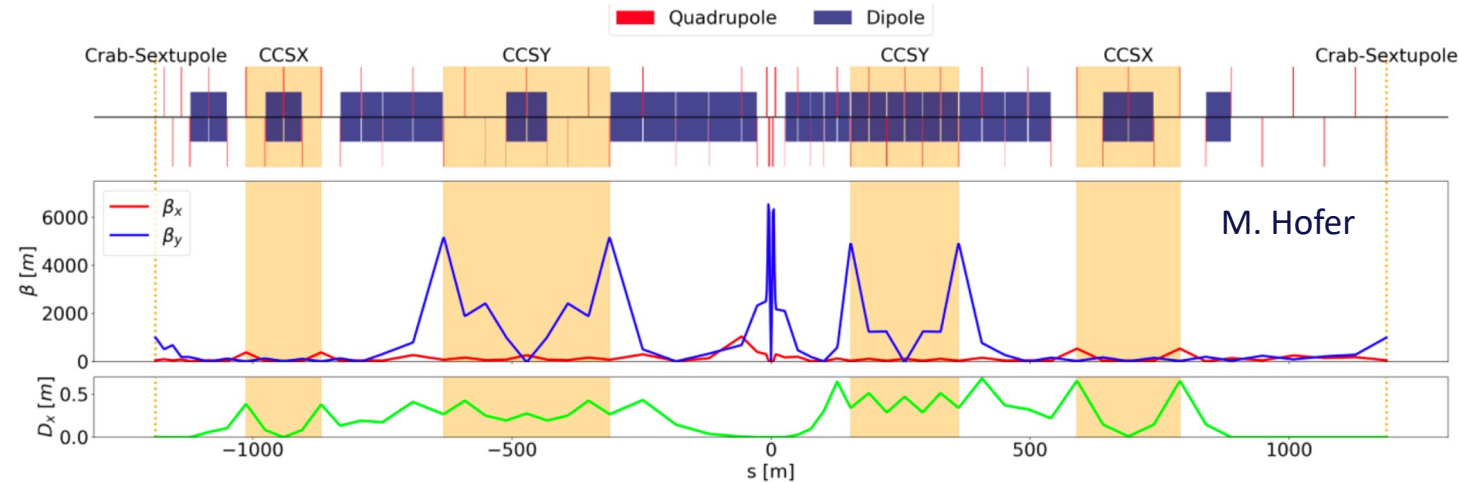 Quadrupole Dipole
Crab-Sextupole CCSX CCSY CCSY CCSX Crab-Sextupole
βx
βy
M. Hofer
6000
4000
2000
0
β [m]
0.5
0.0
Dx [m]
−1000 −500 0 500 1000
s [m]